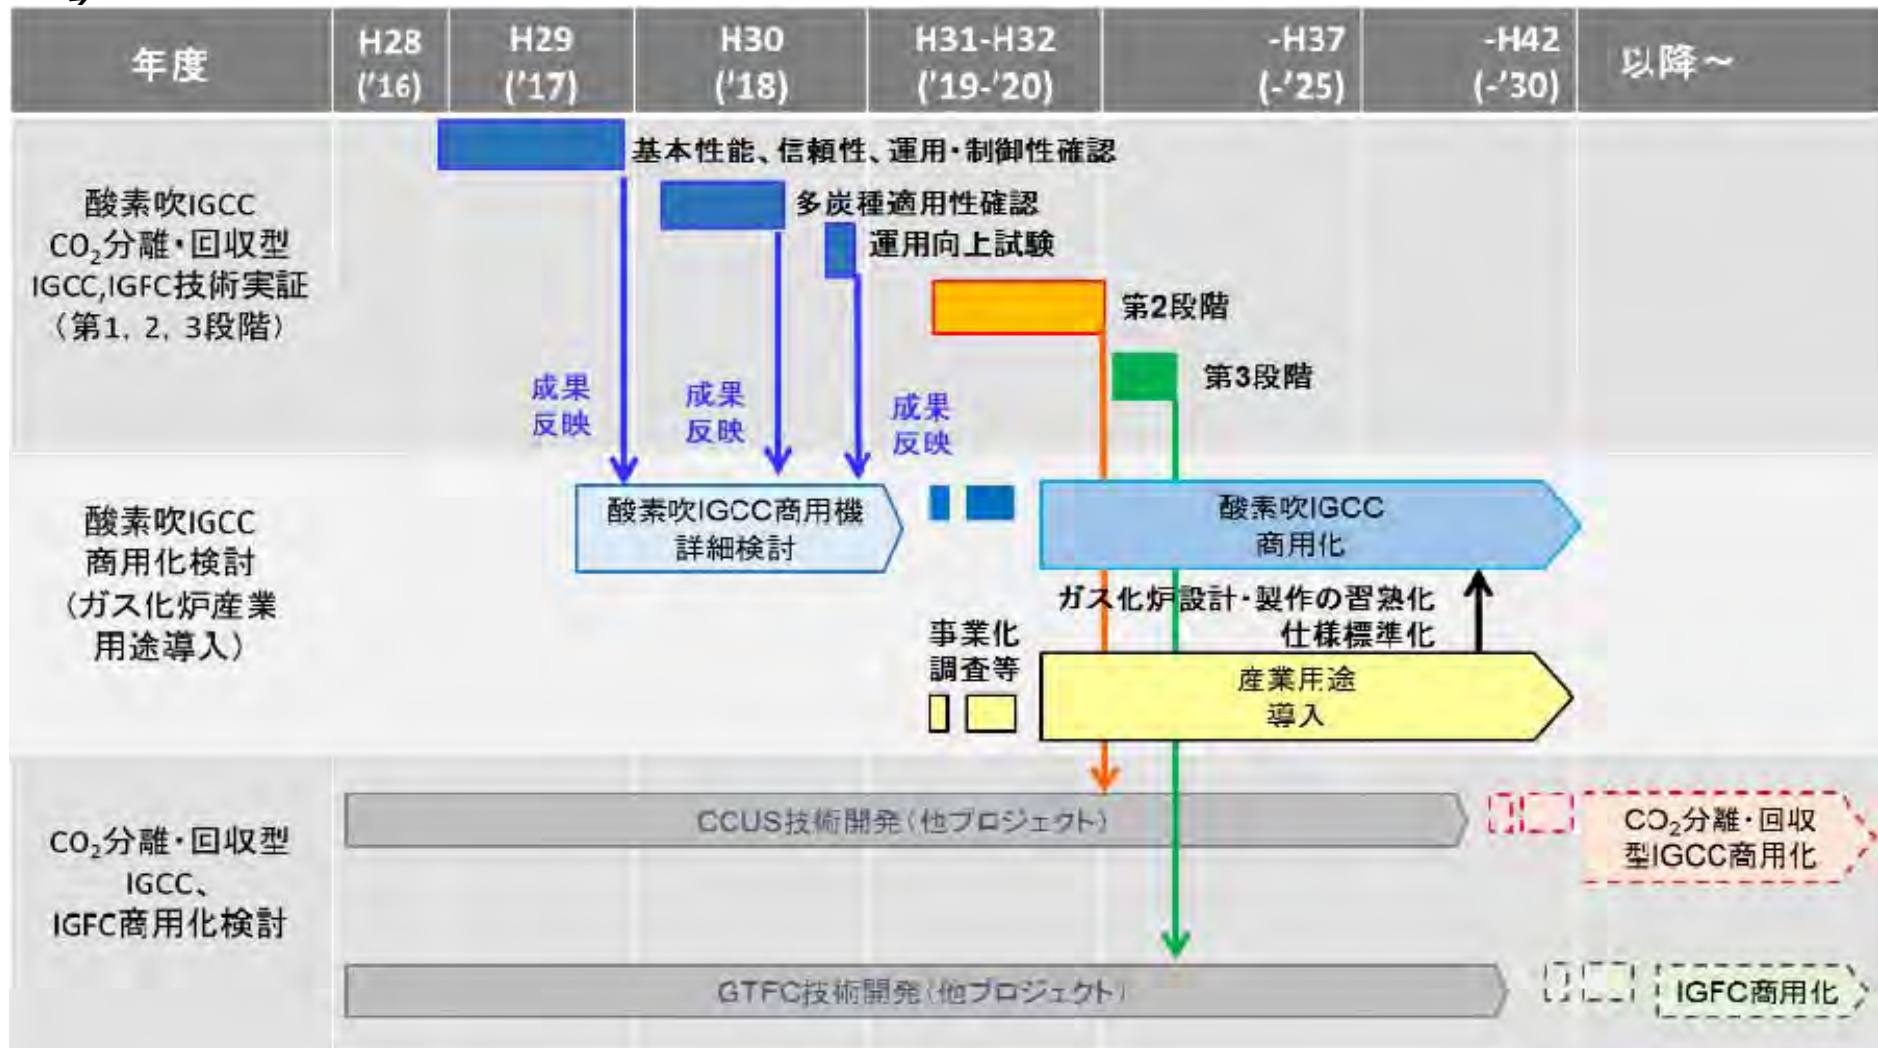 年度
H28
('16)
H29
('17)
H30
('18)
H31-H32
('19-'20)
-H37
(-'25)
-H42
(-'30)
以降～
酸素吹IGCC
CO₂分離・回収型
IGCC,IGFC技術実証
（第1，2，3段階）
基本性能、信頼性、運用・制御性確認
多炭種適用性確認
運用向上試験
第2段階
第3段階
成果
反映
成果
反映
成果
反映
酸素吹IGCC
商用化検討
（ガス化炉産業
用途導入）
酸素吹IGCC商用機
詳細検討
酸素吹IGCC
商用化
ガス化炉設計・製作の習熟化
仕様標準化
事業化
調査等
産業用途
導入
CO₂分離・回収型
IGCC、
IGFC商用化検討
CCUS技術開発（他プロジェクト）
CO₂分離・回収
型IGCC商用化
GTFC技術開発（他プロジェクト）
IGFC商用化